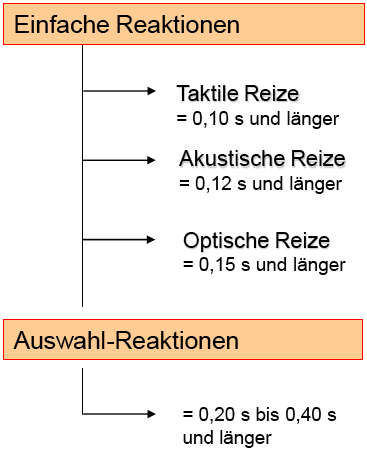 Einfache Reaktionen
Taktile Reize
= 0,10 s und länger
Akustische Reize
= 0,12 s und länger
Optische Reize
= 0,15 s und länger
Auswahl-Reaktionen
= 0,20 s bis 0,40 s
und länger